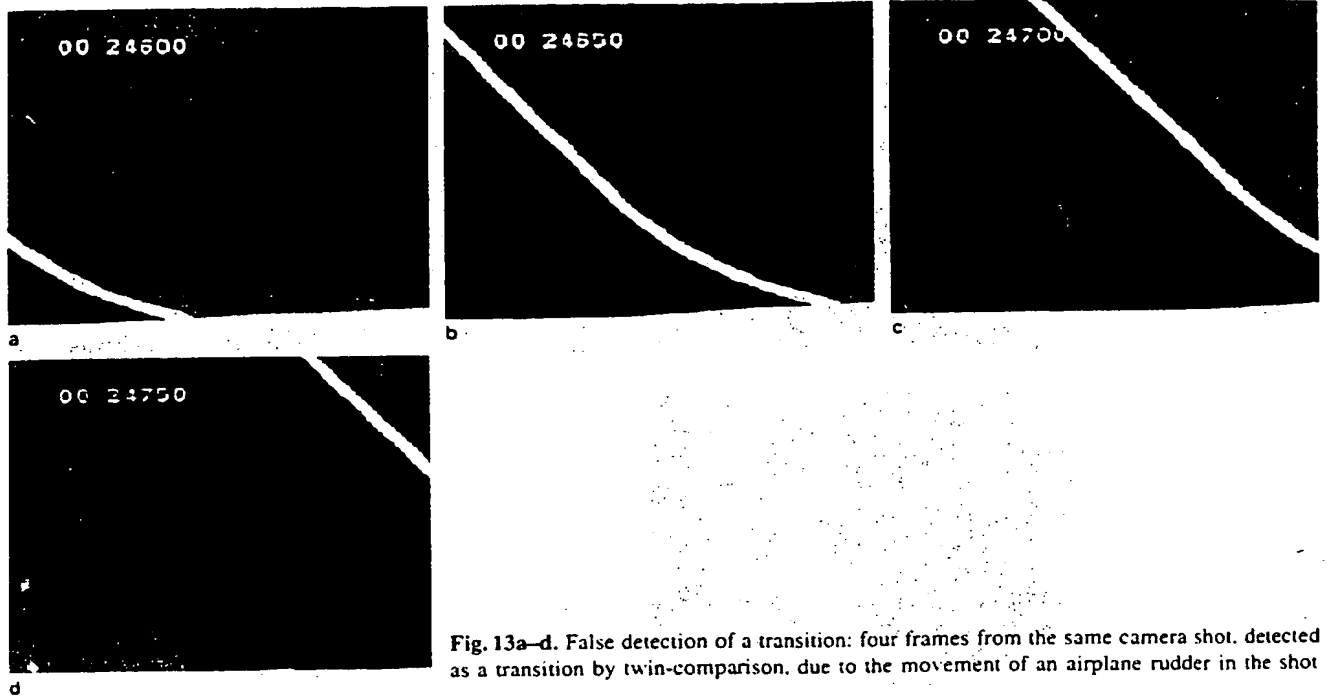 00 24600
00 24650
00 24700
a
b
c
00 24750
d
Fig. 13a–d. False detection of a transition: four frames from the same camera shot, detected
as a transition by twin-comparison, due to the movement of an airplane rudder in the shot